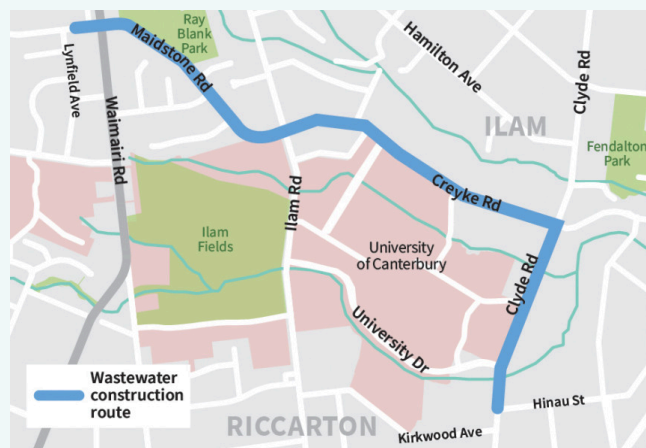 Ray
Blank
Park
Lynfield Ave
Maidstone Rd
Waimairi Rd
Hamilton Ave
Clyde Rd
ILAM
Fendalton
Park
Creyke Rd
Ilam Rd
Ilam
Fields
University
of Canterbury
Clyde Rd
University Dr
Wastewater
construction
route
RICCARTON
Kirkwood Ave
Hinau St